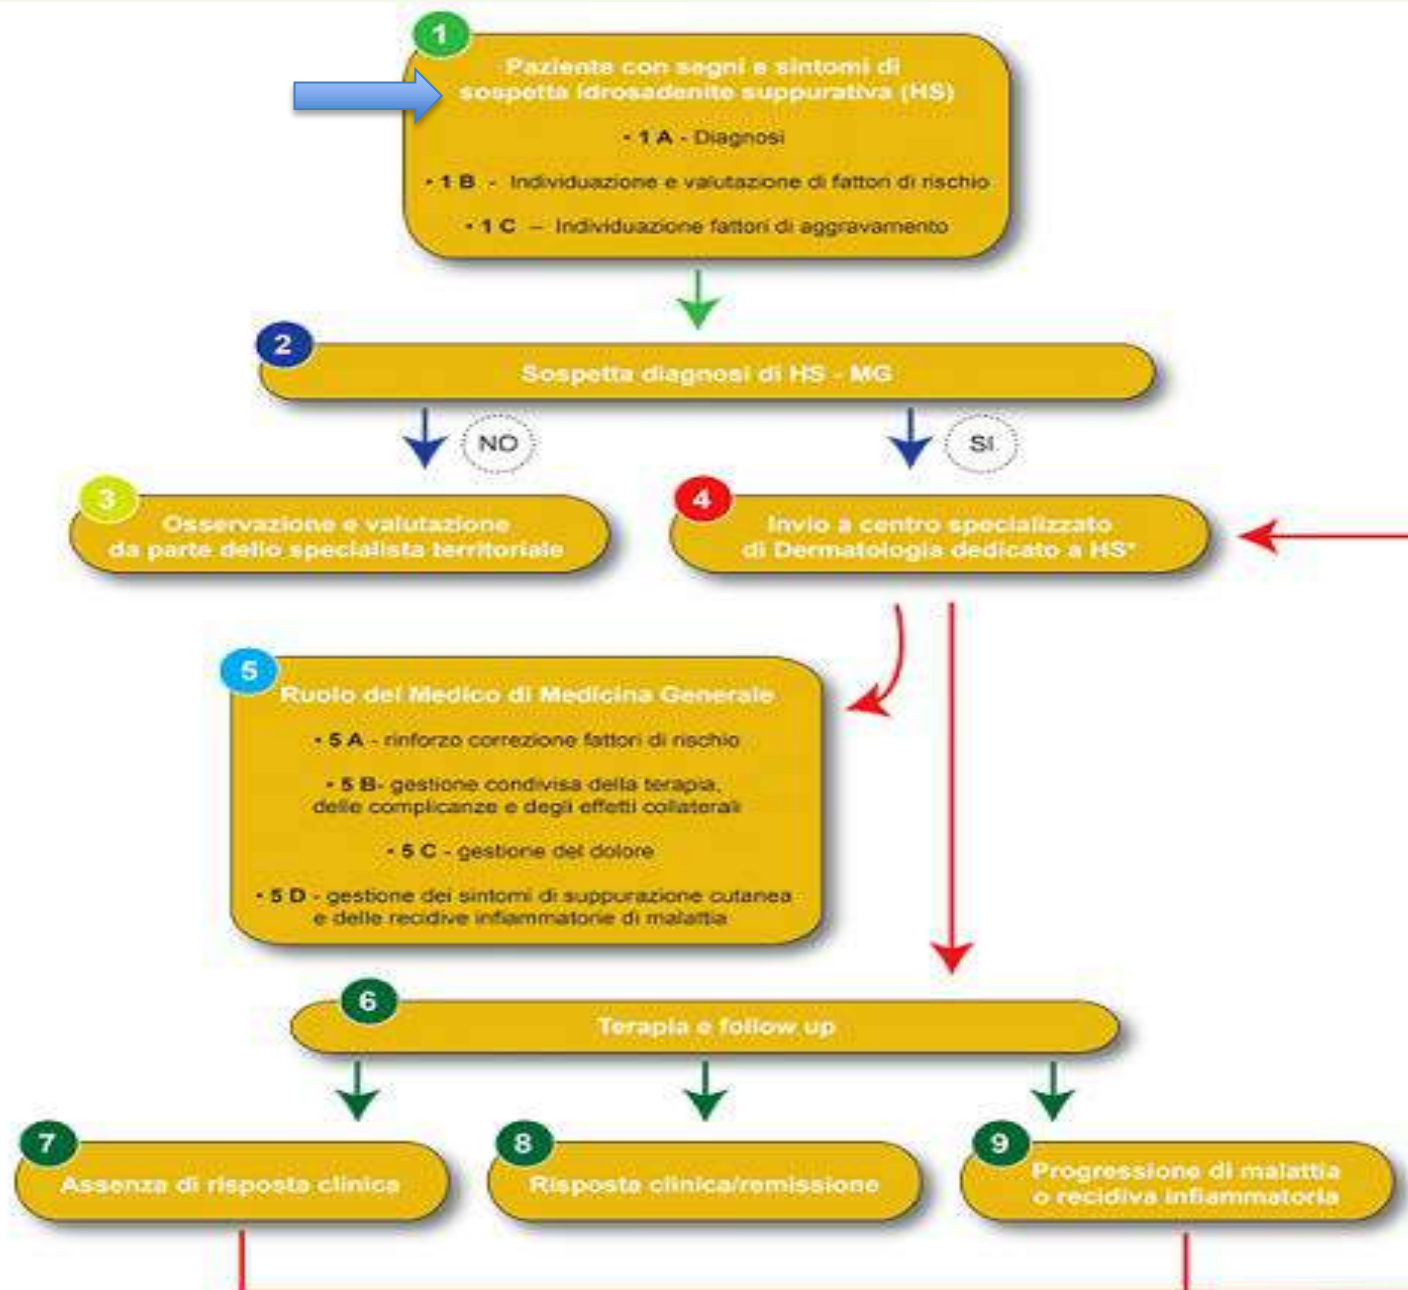 1
Paziente con segni e sintomi di
sospetta idrosadenite suppurativa (HS)
• 1 A - Diagnosi
• 1 B - Individuazione e valutazione di fattori di rischio
• 1 C – Individuazione fattori di aggravamento
2
Sospetta diagnosi di HS - MG
NO
SI
3
Osservazione e valutazione
da parte dello specialista territoriale
4
Invio a centro specializzato
di Dermatologia dedicato a HS*
5
Ruolo del Medico di Medicina Generale
• 5 A - rinforzo correzione fattori di rischio
• 5 B- gestione condivisa della terapia,
delle complicanze e degli effetti collaterali
• 5 C - gestione del dolore
• 5 D - gestione dei sintomi di suppurazione cutanea
e delle recidive infiammatorie di malattia
6
Terapia e follow up
7
Assenza di risposta clinica
8
Risposta clinica/remissione
9
Progressione di malattia
o recidiva infiammatoria